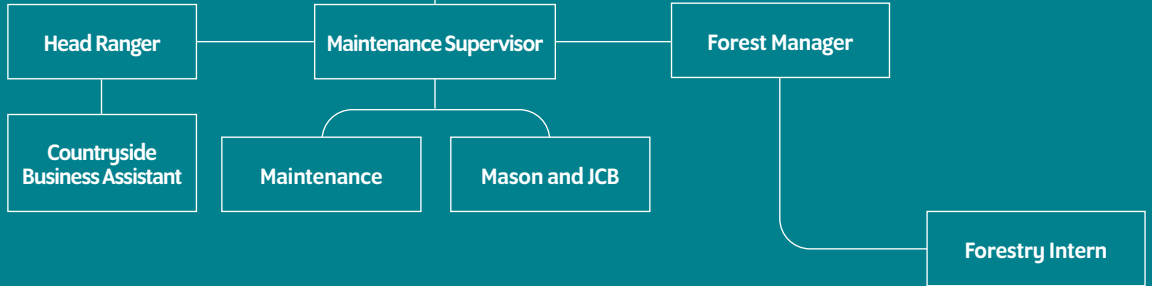 Head Ranger
Maintenance Supervisor
Forest Manager
Countryside
Business Assistant
Maintenance
Mason and JCB
Forestry Intern